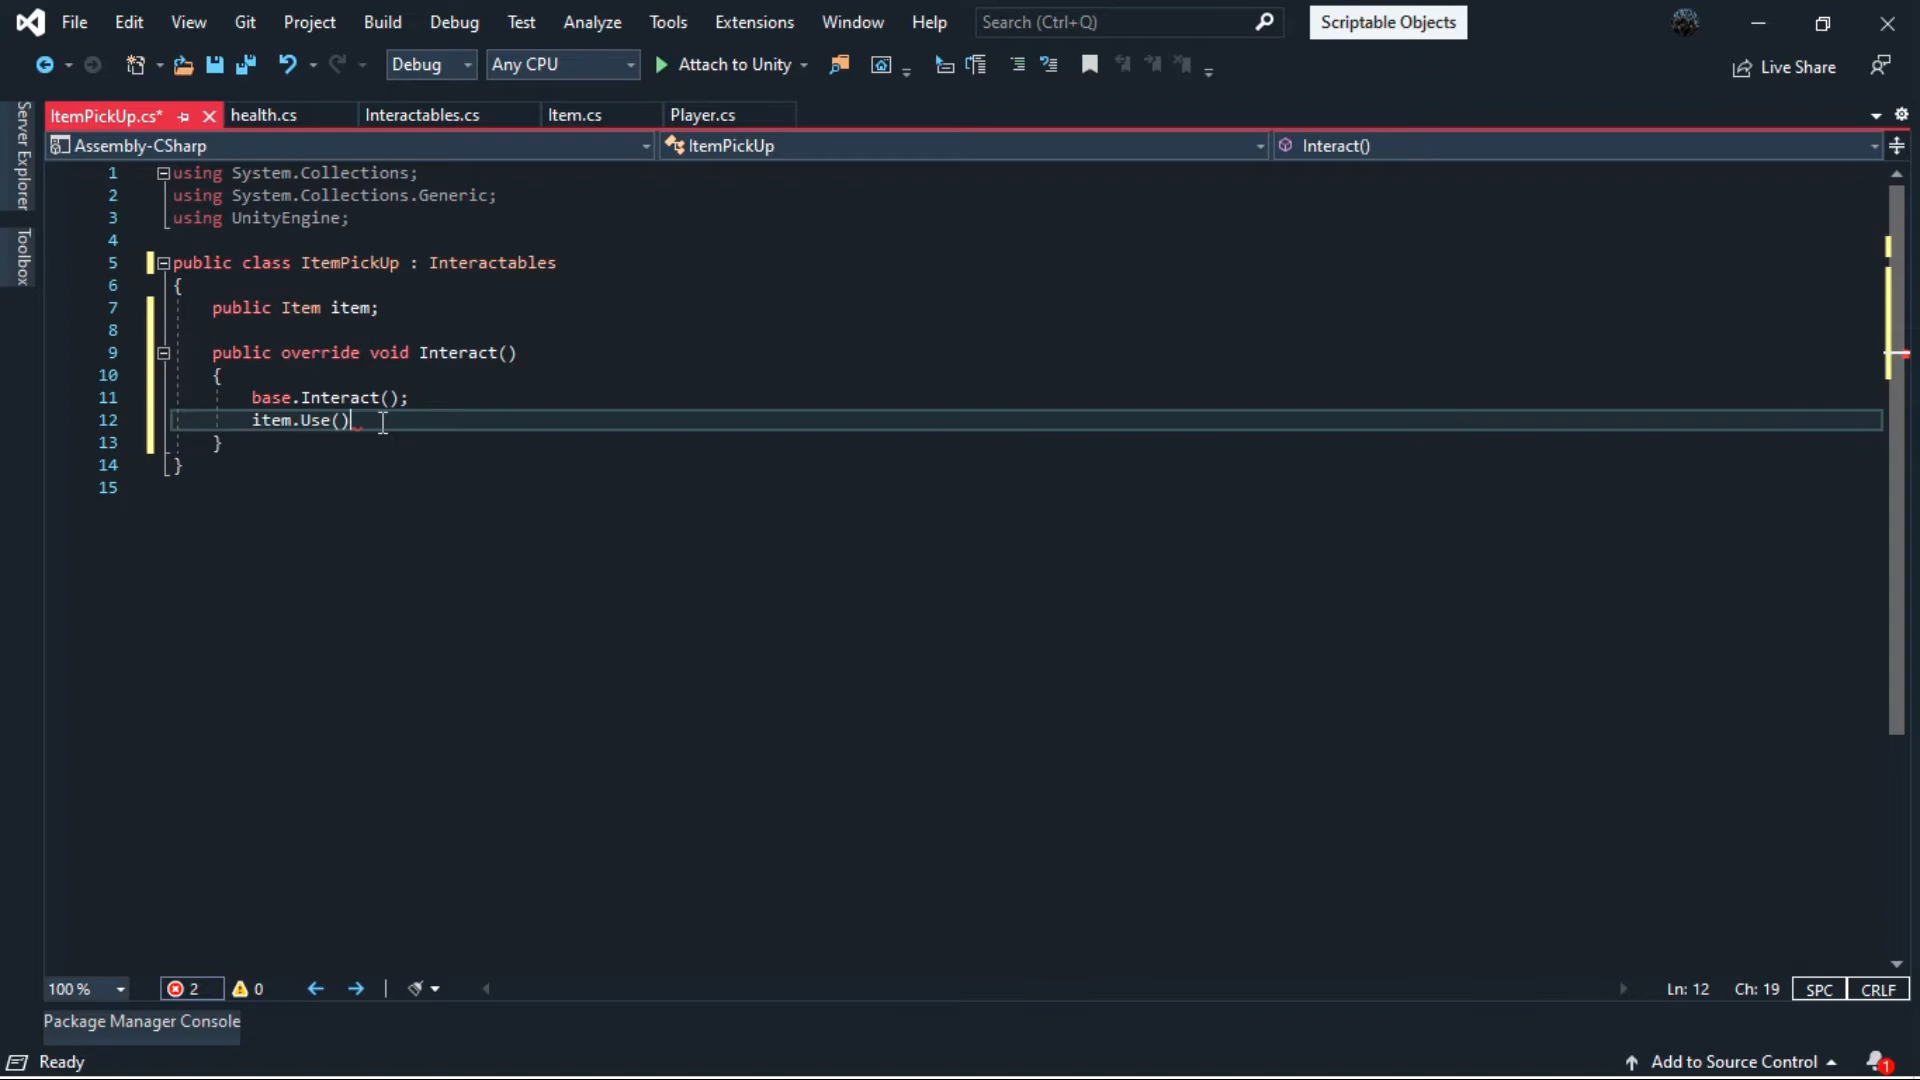 File Edit View Git Project Build Debug Test Analyze Tools Extensions Window Help Search (Ctrl+Q) Scriptable Objects
Debug Any CPU Attach to Unity Live Share
Server Explorer
Toolbox
ItemPickUp.cs* health.cs Interactables.cs Item.cs Player.cs
Assembly-CSharp ItemPickUp Interact()
1 using System.Collections;
2 using System.Collections.Generic;
3 using UnityEngine;
4
5 public class ItemPickUp : Interactables
6 {
7 public Item item;
8
9 public override void Interact()
10 {
11 base.Interact();
12 item.Use()
13 }
14 }
15
100 % 2 0 Ln: 12 Ch: 19 SPC CRLF
Package Manager Console
Ready Add to Source Control 1